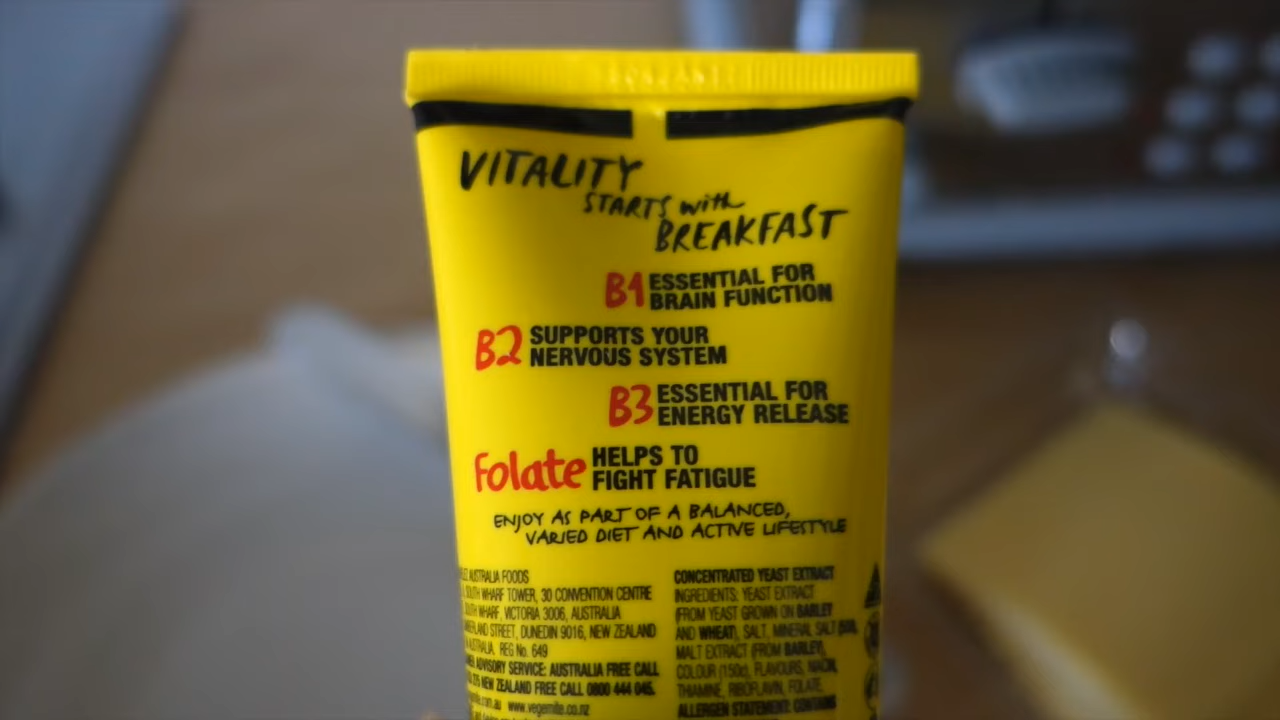 VITALITY
STARTS with
BREAKFAST
B1 ESSENTIAL FOR
BRAIN FUNCTION
B2 SUPPORTS YOUR
NERVOUS SYSTEM
B3 ESSENTIAL FOR
ENERGY RELEASE
Folate HELPS TO
FIGHT FATIGUE
ENJOY AS PART OF A BALANCED,
VARIED DIET AND ACTIVE LIFESTYLE
AUSTRALIA FOODS
WHARF TOWER, 30 CONVENTION CENTRE
WHARF, VICTORIA 3006, AUSTRALIA
STREET, DUNEDIN 9016, NEW ZEALAND
AUSTRALIA. REG No. 649
ADVISORY SERVICE: AUSTRALIA FREE CALL
NEW ZEALAND FREE CALL 0800 444 045.
www.vegemite.co.nz
CONCENTRATED YEAST EXTRACT
INGREDIENTS: YEAST EXTRACT
(FROM YEAST GROWN ON BARLEY
AND WHEAT), SALT, MINERAL SALT
MALT EXTRACT (FROM BARLEY),
COLOUR (150c), FLAVOURS, NIACIN,
THIAMINE, RIBOFLAVIN, FOLATE.
ALLERGEN STATEMENT: CONTAINS